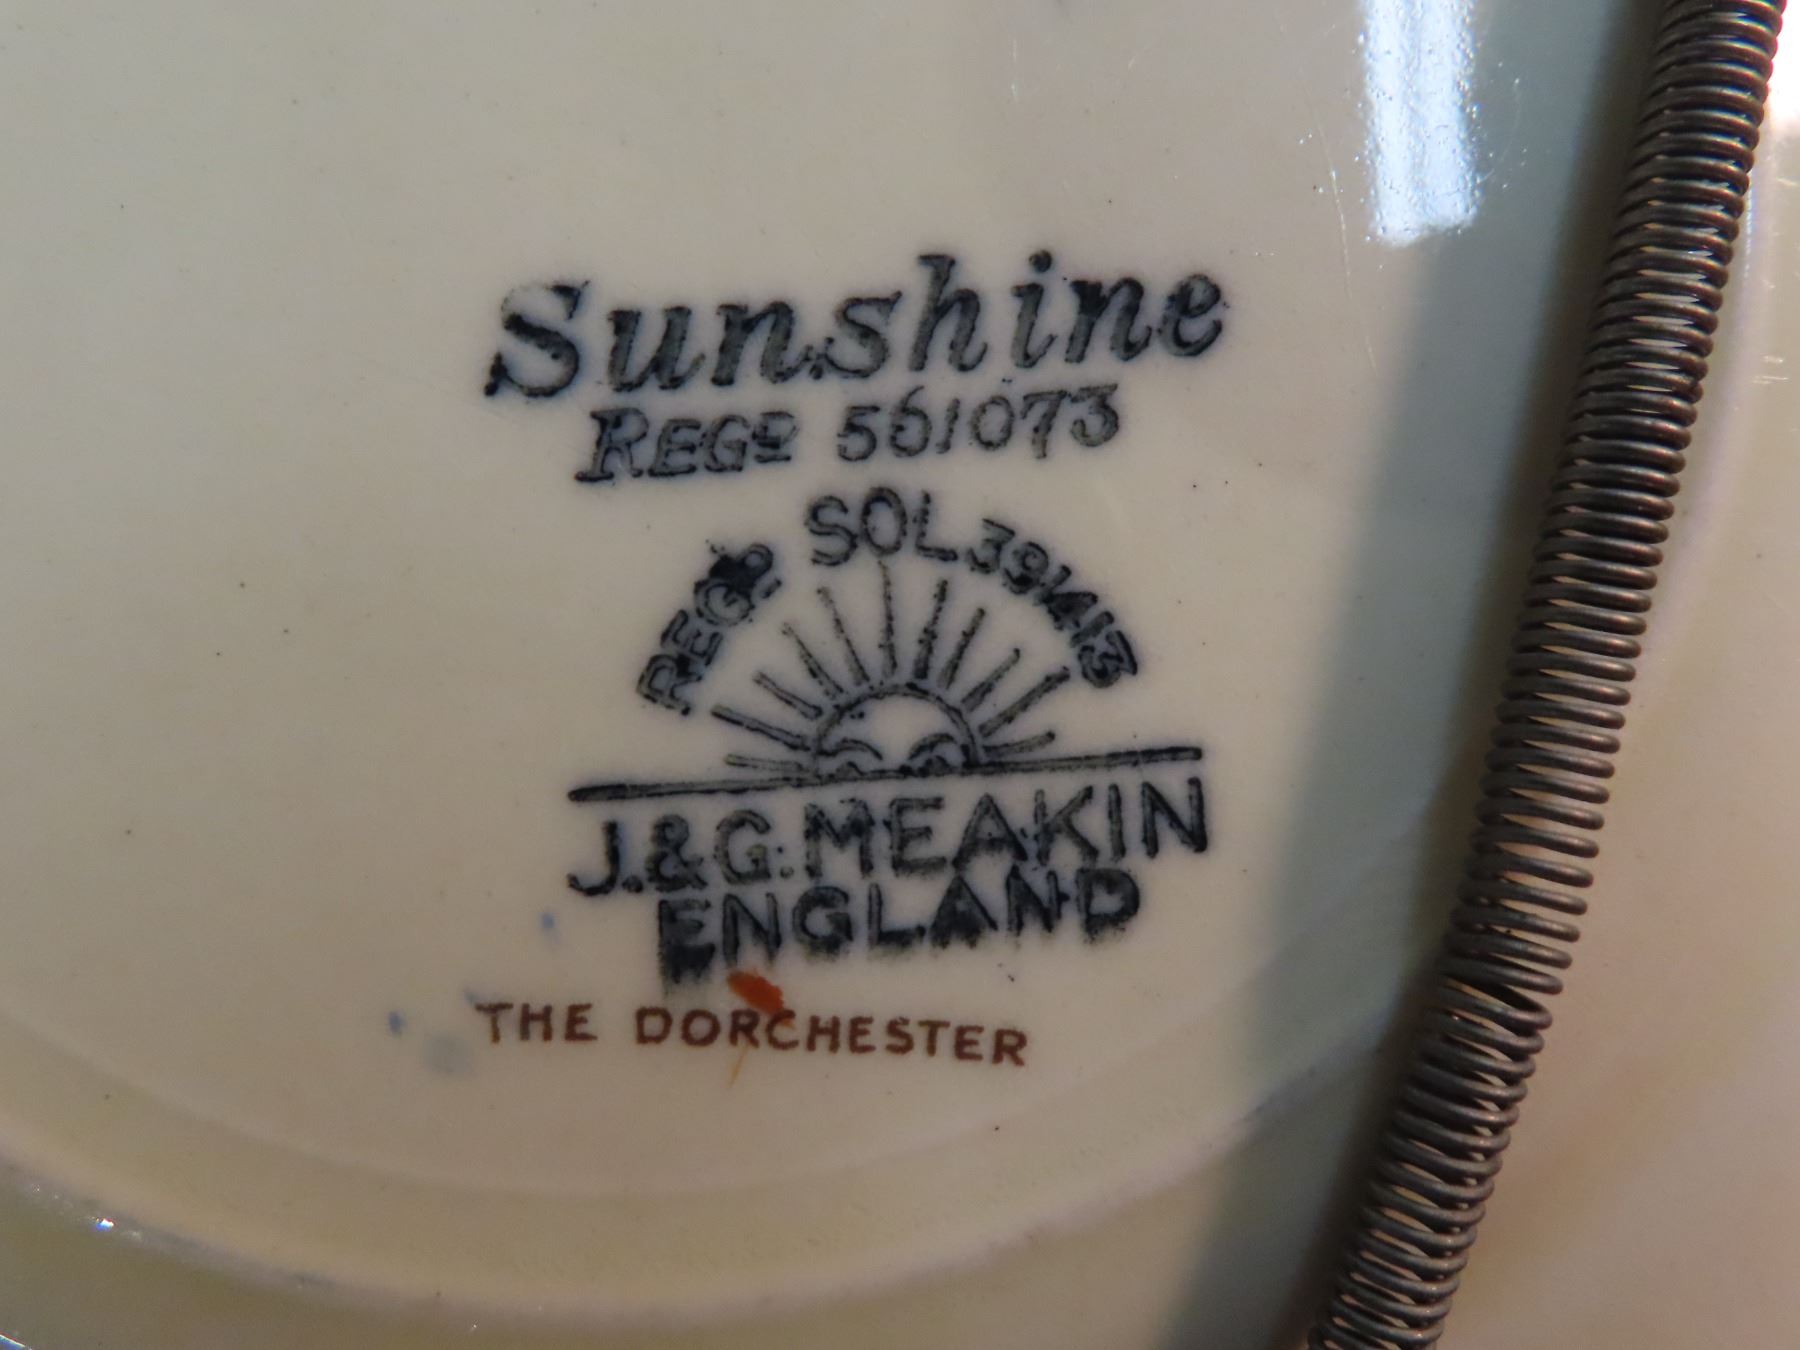 Sunshine
REGD 561073
REGD SOL 391413
J. & G. MEAKIN
ENGLAND
THE DORCHESTER